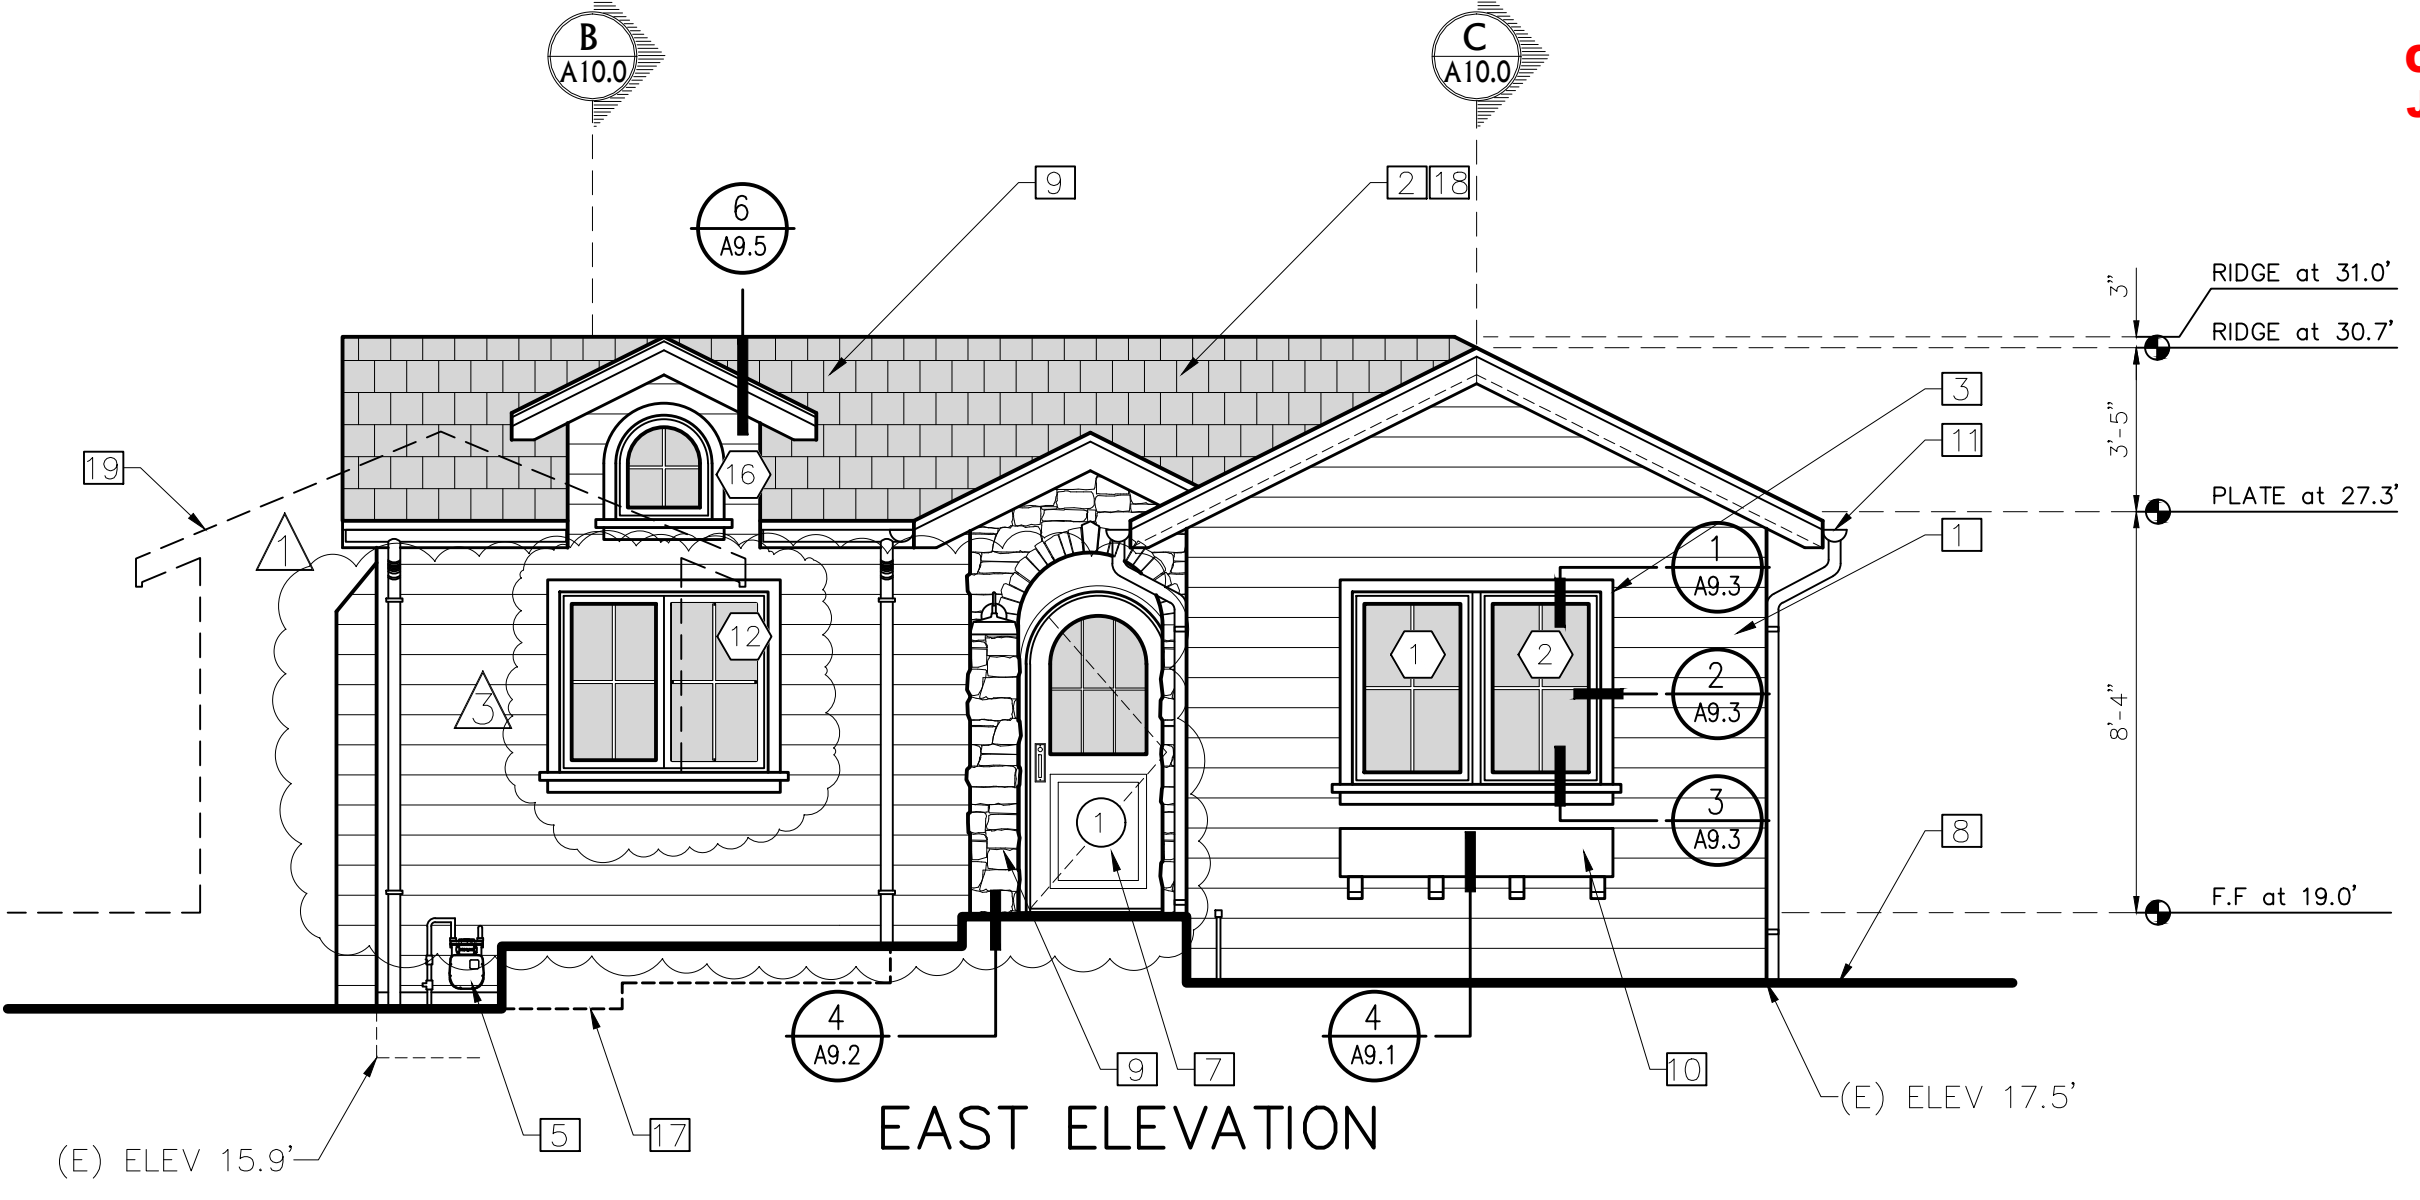 B
A10.0
C
A10.0
9
2 18
6
A9.5
RIDGE at 31.0'
3"
RIDGE at 30.7'
3
3'-5"
11
19
16
PLATE at 27.3'
1
1
1
A9.3
12
1
2
2
A9.3
3
8'-4"
1
3
A9.3
8
F.F at 19.0'
4
A9.2
4
A9.1
9
7
10
(E) ELEV 17.5'
EAST ELEVATION
5
17
(E) ELEV 15.9'